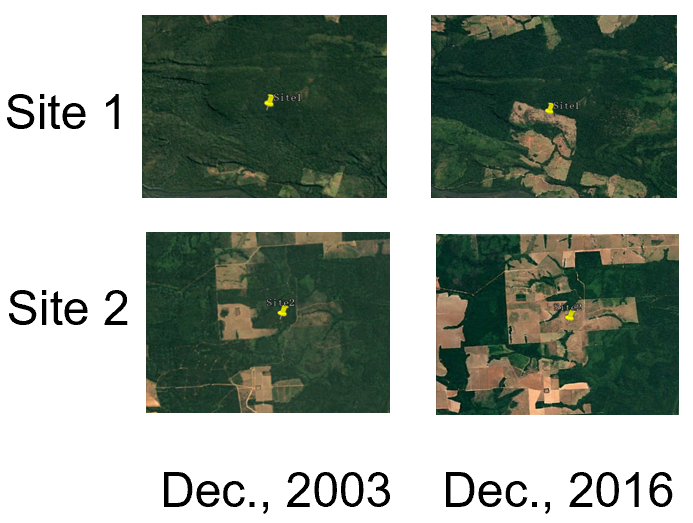 Site 1
Site1
Site1
Site 2
Site2
Site2
Dec., 2003
Dec., 2016